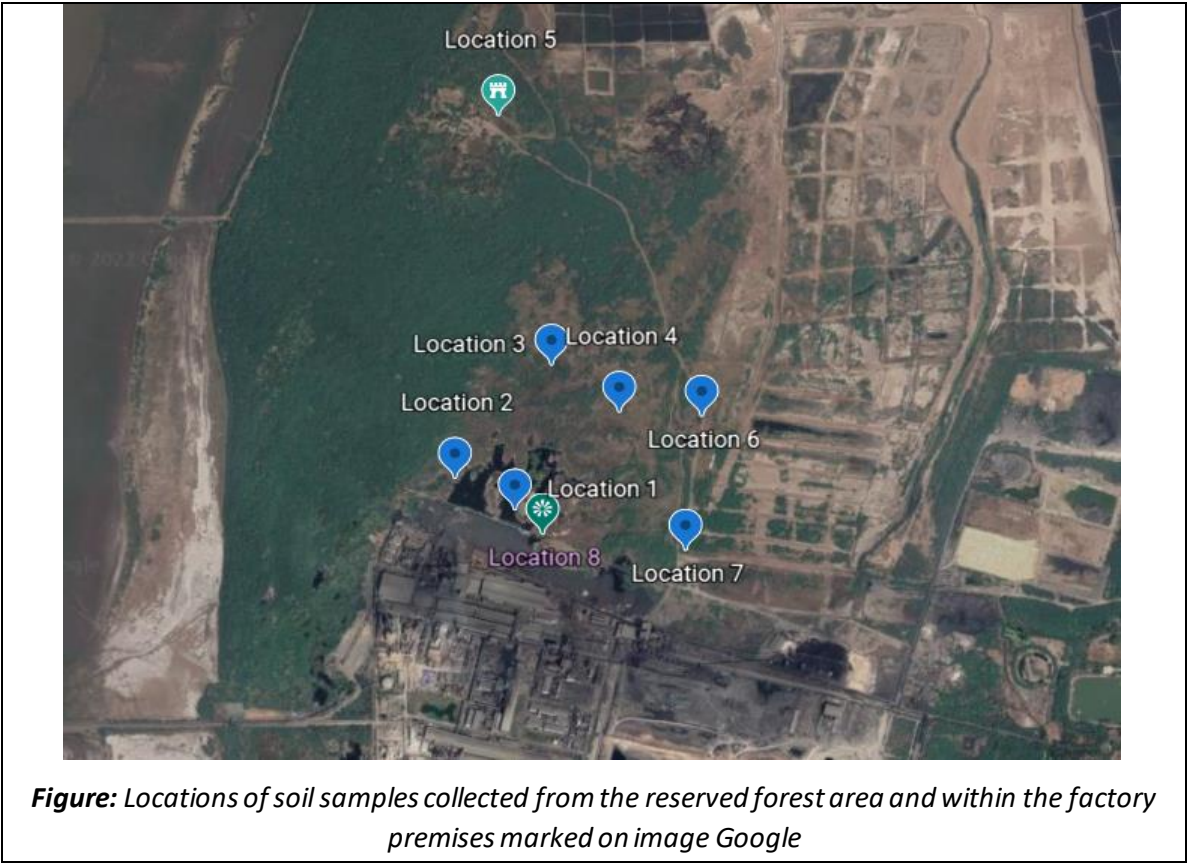 Location 5
Location 3
Location 4
Location 2
Location 6
Location 1
Location 8
Location 7
Figure: Locations of soil samples collected from the reserved forest area and within the factory
premises marked on image Google